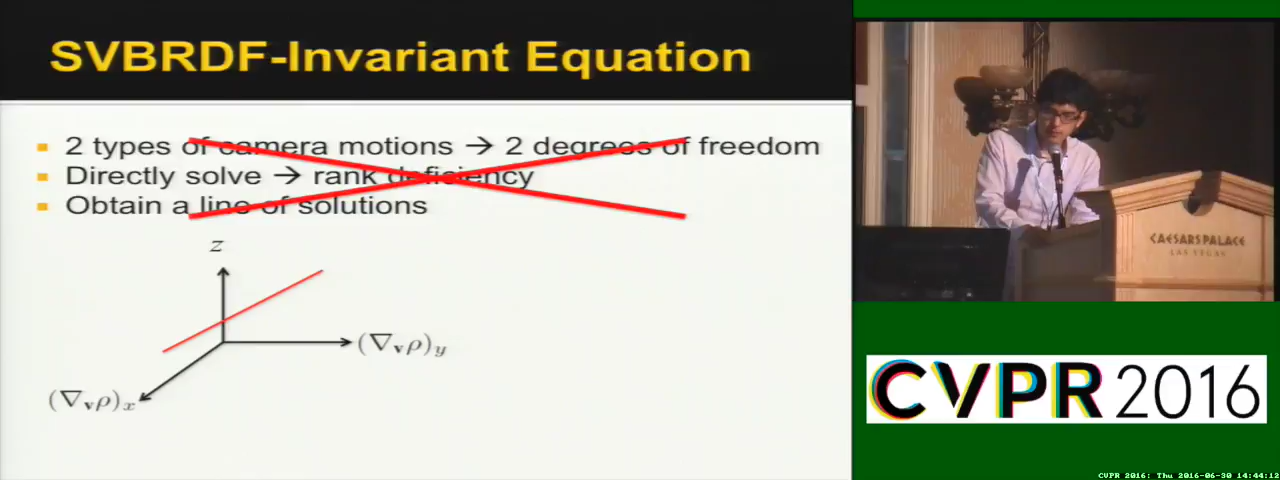 SVBRDF-Invariant Equation
2 types of camera motions → 2 degrees of freedom
Directly solve → rank deficiency
Obtain a line of solutions
z
(∇vρ)y
(∇vρ)x
CAESARS PALACE
LAS VEGAS
CVPR 2016
CVPR 2016: Thu 2016-06-30 14:44:12